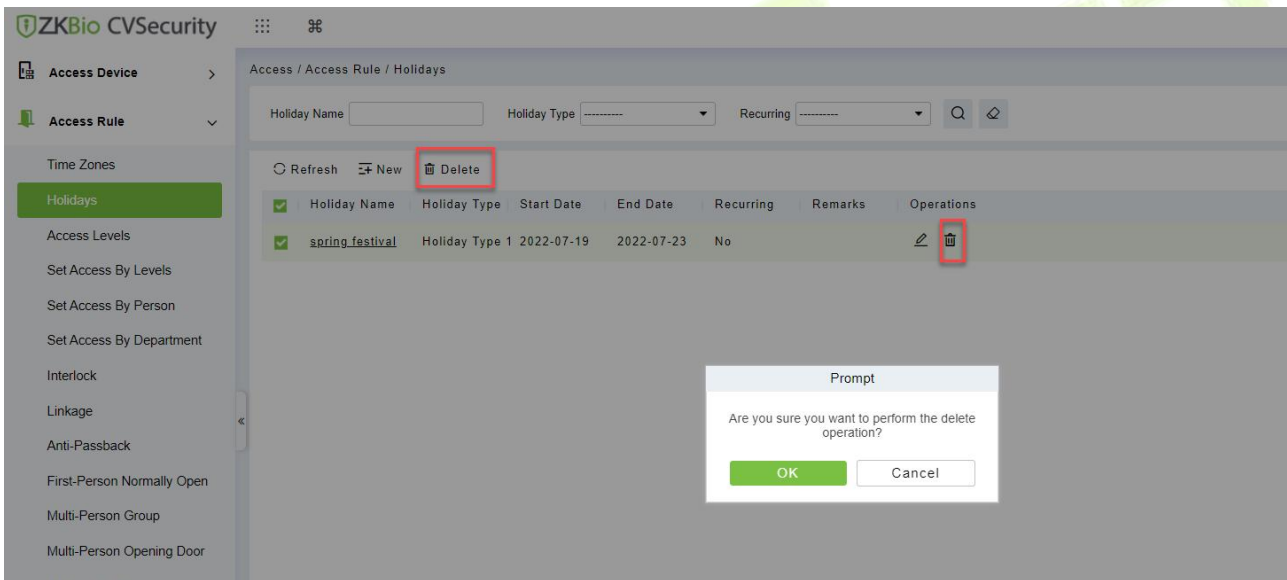 ZKBio CVSecurity
Access Device
Access / Access Rule / Holidays
Access Rule
Holiday Name Holiday Type ---------- Recurring ----------
Time Zones
Refresh New Delete
Holidays
Holiday Name Holiday Type Start Date End Date Recurring Remarks Operations
Access Levels
spring festival Holiday Type 1 2022-07-19 2022-07-23 No
Set Access By Levels
Set Access By Person
Set Access By Department
Interlock
Prompt
Linkage
Are you sure you want to perform the delete
operation?
Anti-Passback
OK Cancel
First-Person Normally Open
Multi-Person Group
Multi-Person Opening Door